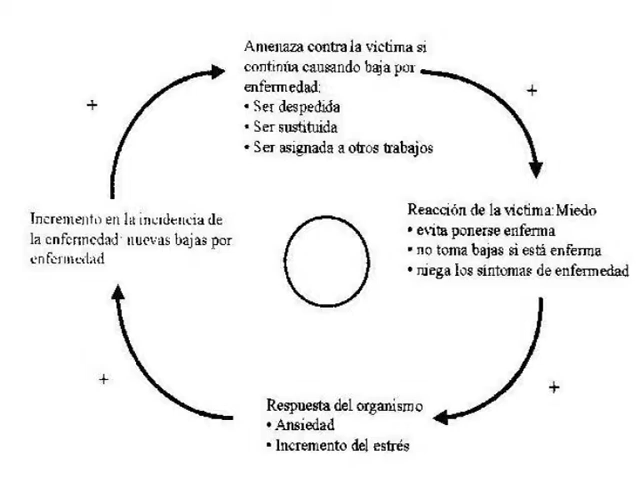 Amenaza contra la victima si
continúa causando baja por
enfermedad:
• Ser despedida
• Ser sustituida
• Ser asignada a otros trabajos
+
+
Reacción de la victima: Miedo
• evita ponerse enferma
• no toma bajas si está enferma
• niega los síntomas de enfermedad
Incremento en la incidencia de
la enfermedad: nuevas bajas por
enfermedad
+
+
Respuesta del organismo
• Ansiedad
• Incremento del estrés